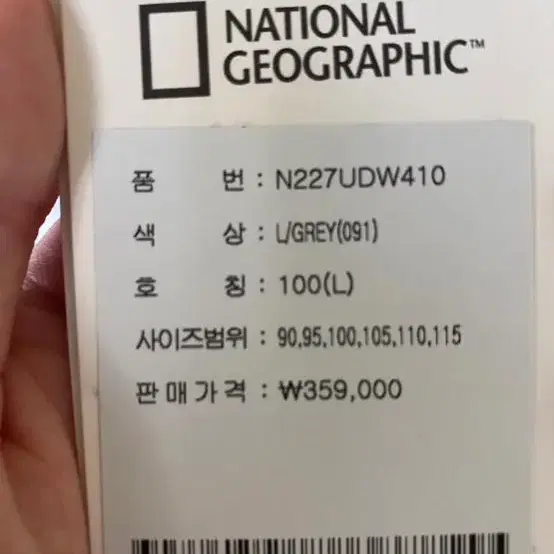 NATIONAL
GEOGRAPHIC™
품 번 : N227UDW410
색 상 : L/GREY(091)
호 칭 : 100(L)
사이즈범위 : 90,95,100,105,110,115
판매가격 : ₩359,000